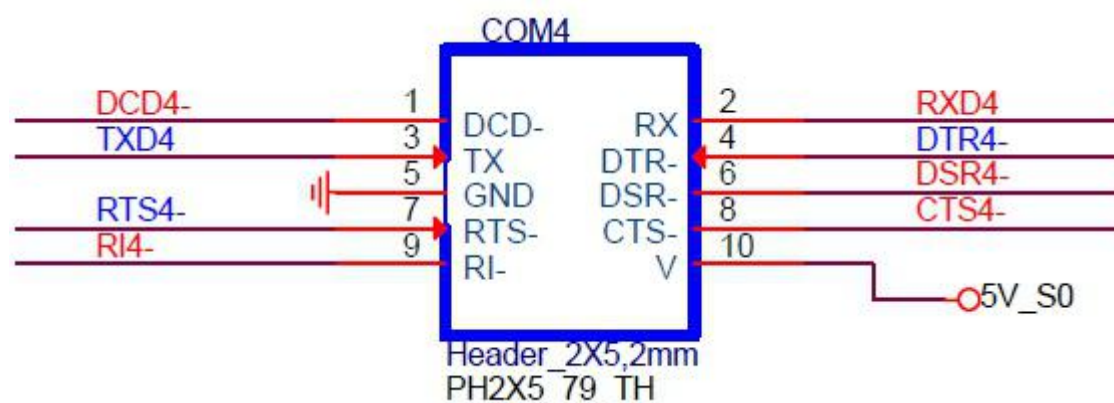 COM4
DCD4- 1 DCD- RX 2 RXD4
TXD4 3 TX DTR- 4 DTR4-
5 GND DSR- 6 DSR4-
RTS4- 7 RTS- CTS- 8 CTS4-
RI4- 9 RI- V 10
5V_S0
Header_2X5,2mm
PH2X5_79_TH